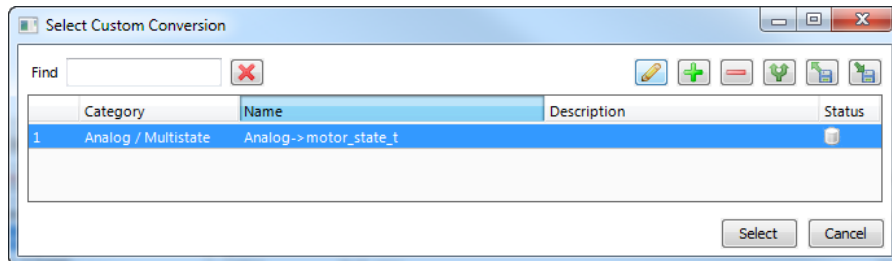 Select Custom Conversion
Find
Category Name Description Status
1 Analog / Multistate Analog->motor_state_t
Select Cancel